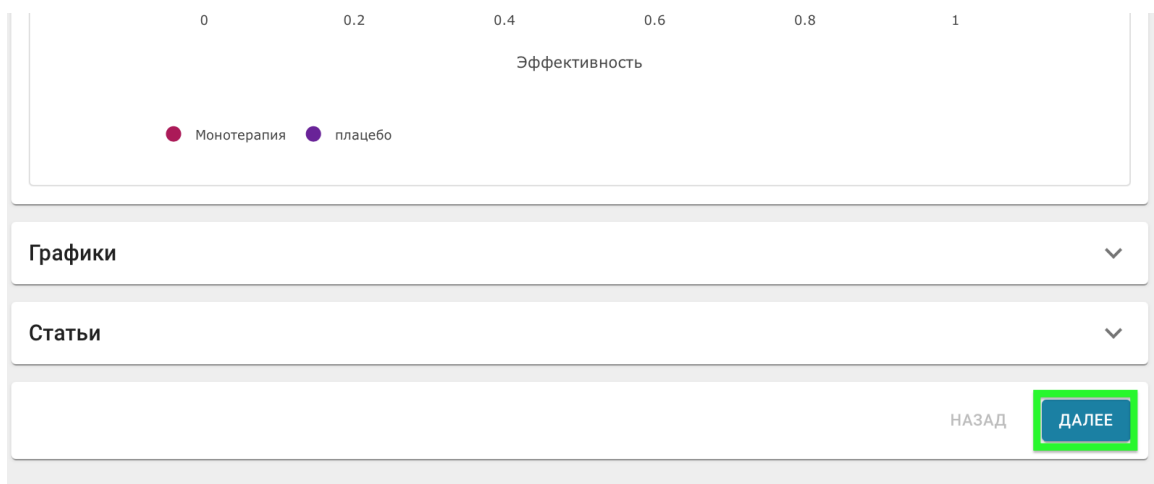 0 0.2 0.4 0.6 0.8 1
Эффективность
Монотерапия плацебо
Графики
Статьи
НАЗАД ДАЛЕЕ